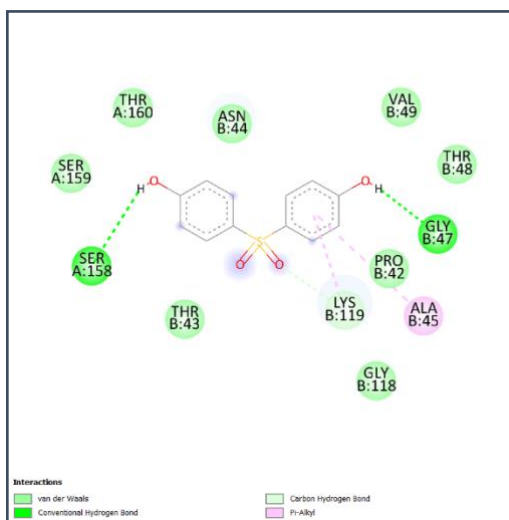 THR
A:160
ASN
B:44
VAL
B:49
THR
B:48
SER
A:159
H
O
O
H
GLY
B:47
SER
A:158
S
O
O
PRO
B:42
THR
B:43
LYS
B:119
ALA
B:45
GLY
B:118
Interactions
van der Waals
Conventional Hydrogen Bond
Carbon Hydrogen Bond
Pi-Alkyl